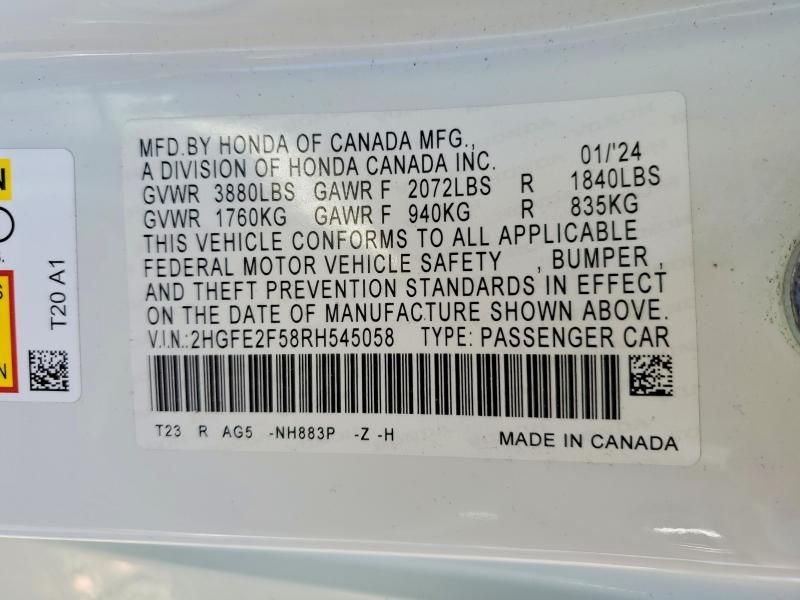 MFD.BY HONDA OF CANADA MFG.,
A DIVISION OF HONDA CANADA INC. 01/'24
GVWR 3880LBS GAWR F 2072LBS R 1840LBS
GVWR 1760KG GAWR F 940KG R 835KG
THIS VEHICLE CONFORMS TO ALL APPLICABLE
FEDERAL MOTOR VEHICLE SAFETY , BUMPER ,
AND THEFT PREVENTION STANDARDS IN EFFECT
ON THE DATE OF MANUFACTURE SHOWN ABOVE.
V.I.N.:2HGFE2F58RH545058 TYPE: PASSENGER CAR
T23 R AG5 -NH883P -Z -H MADE IN CANADA
T20 A1